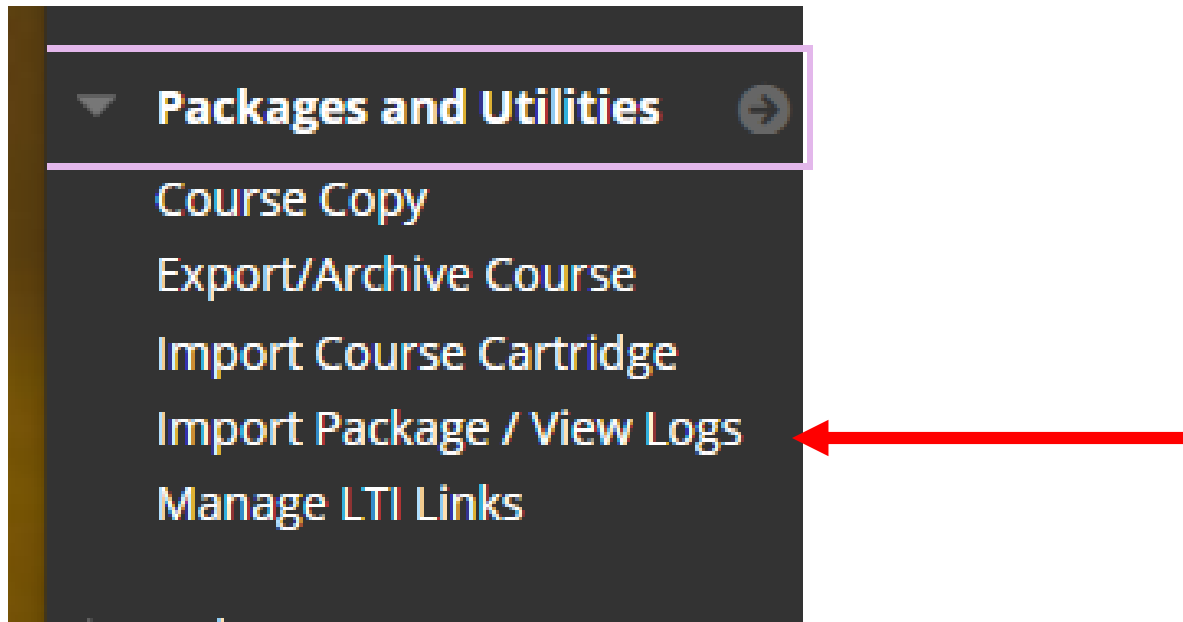 Packages and Utilities
Course Copy
Export/Archive Course
Import Course Cartridge
Import Package / View Logs
Manage LTI Links